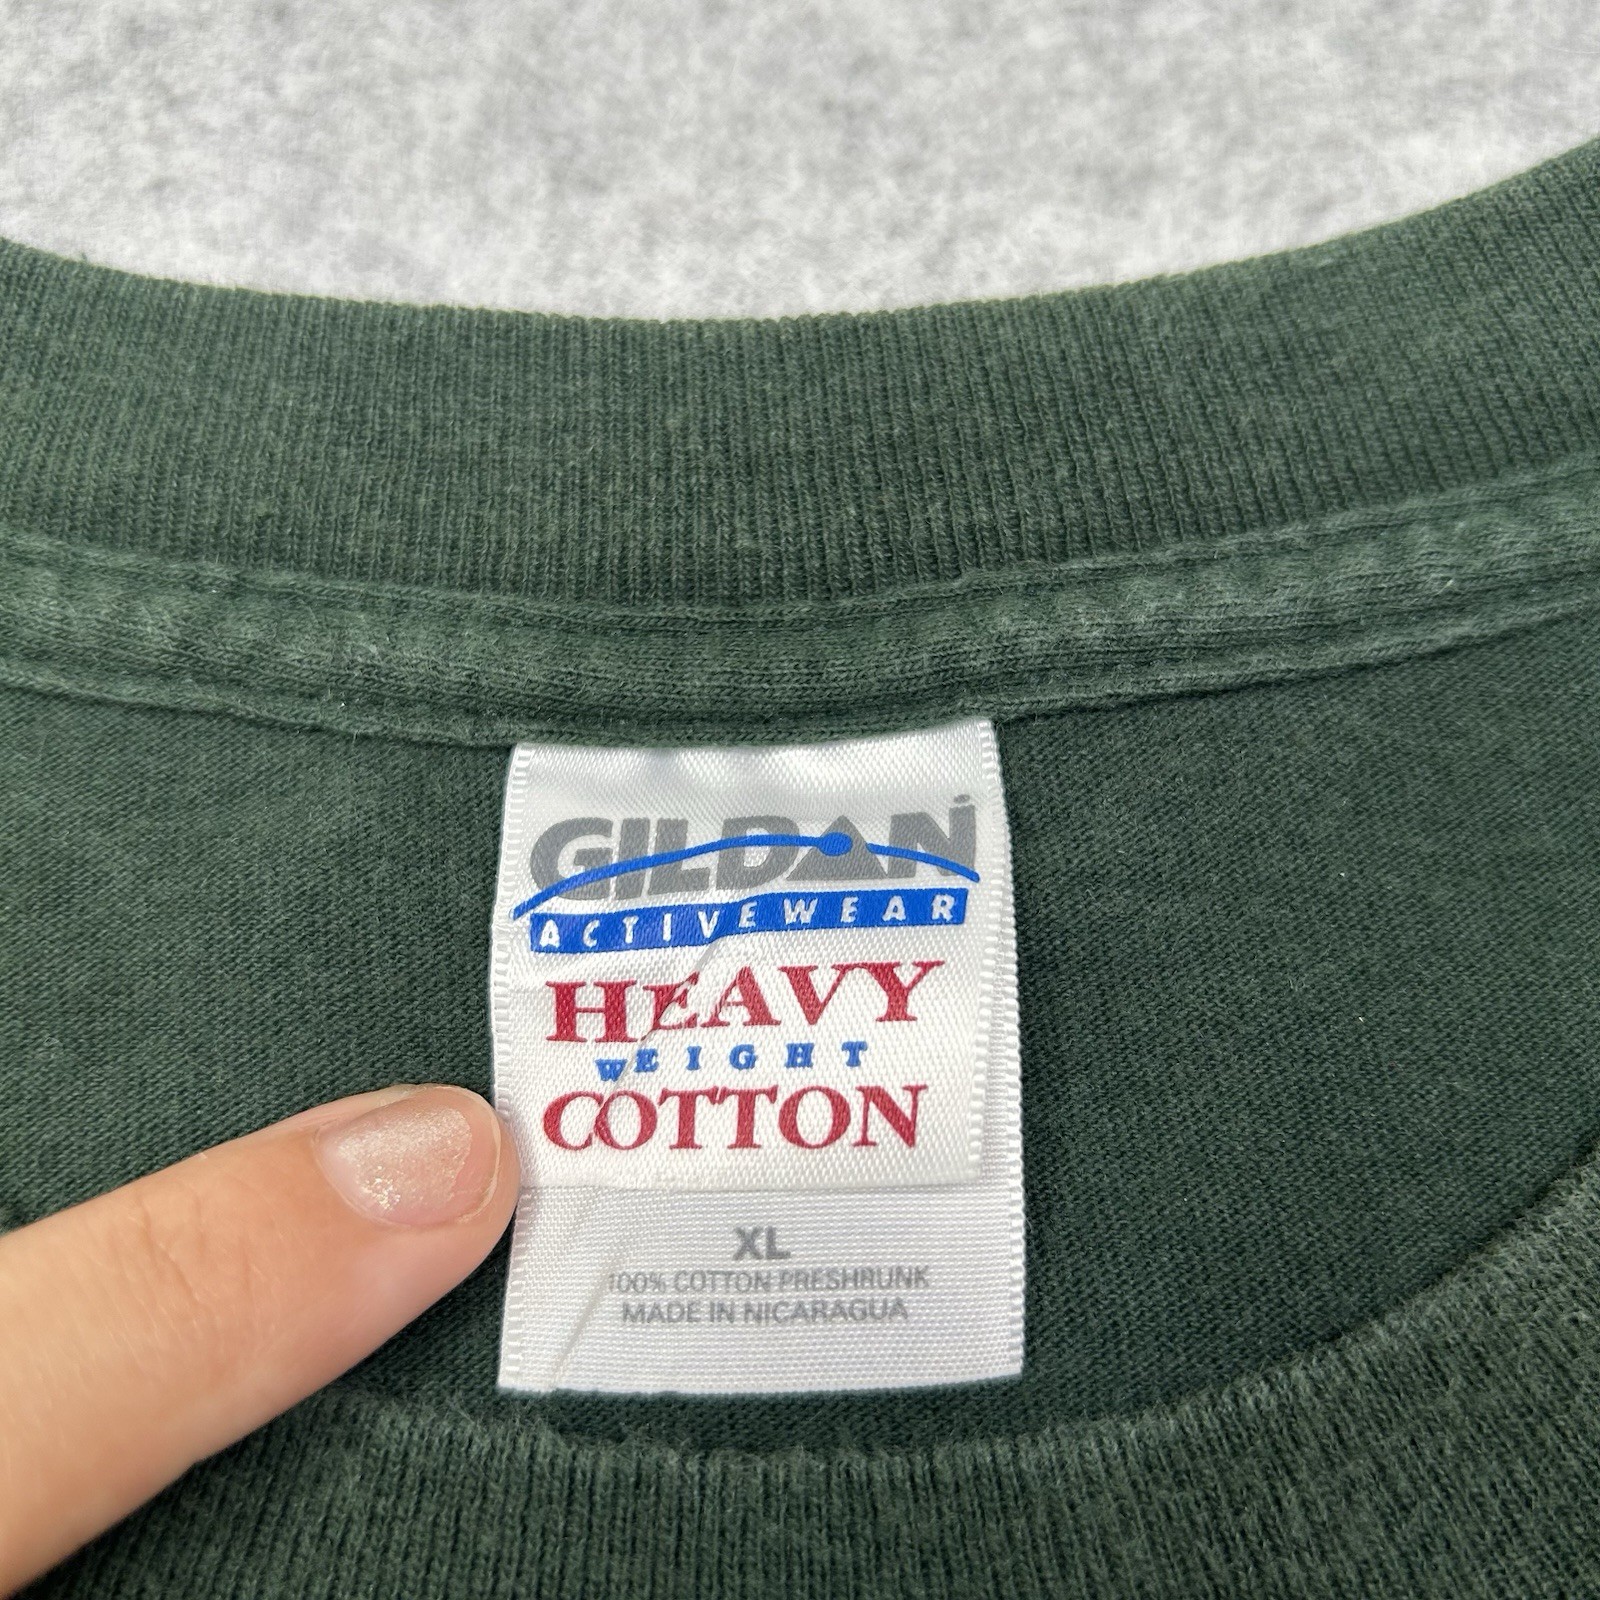 GILDAN
ACTIVEWEAR
HEAVY
WEIGHT
COTTON
XL
100% COTTON PRESHRUNK
MADE IN NICARAGUA